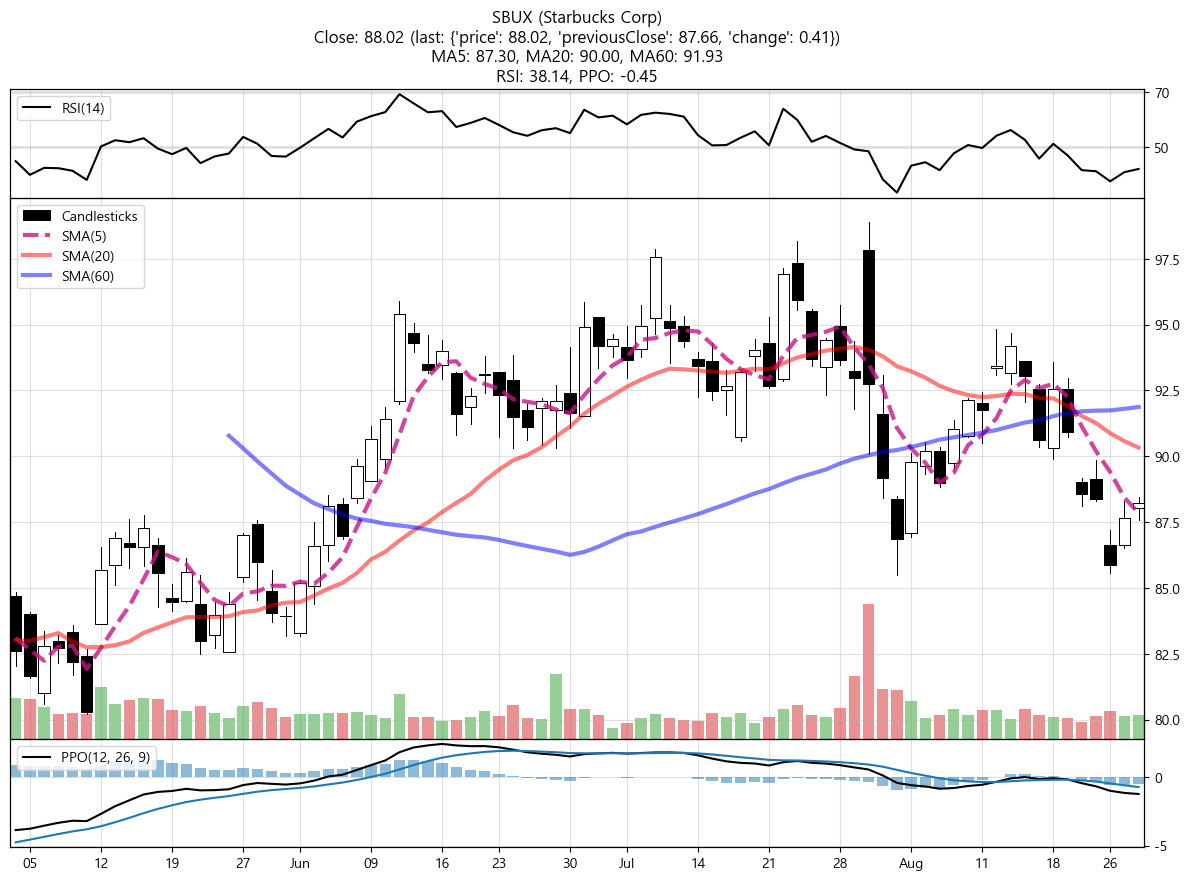 SBUX (Starbucks Corp)
Close: 88.02 (last: {'price': 88.02, 'previousClose': 87.66, 'change': 0.41})
MA5: 87.30, MA20: 90.00, MA60: 91.93
RSI: 38.14, PPO: -0.45
RSI(14)
70
50
Candlesticks
SMA(5)
SMA(20)
SMA(60)
97.5
95.0
92.5
90.0
87.5
85.0
82.5
80.0
PPO(12, 26, 9)
0
-5
05 12 19 27 Jun 09 16 23 30 Jul 14 21 28 Aug 11 18 26